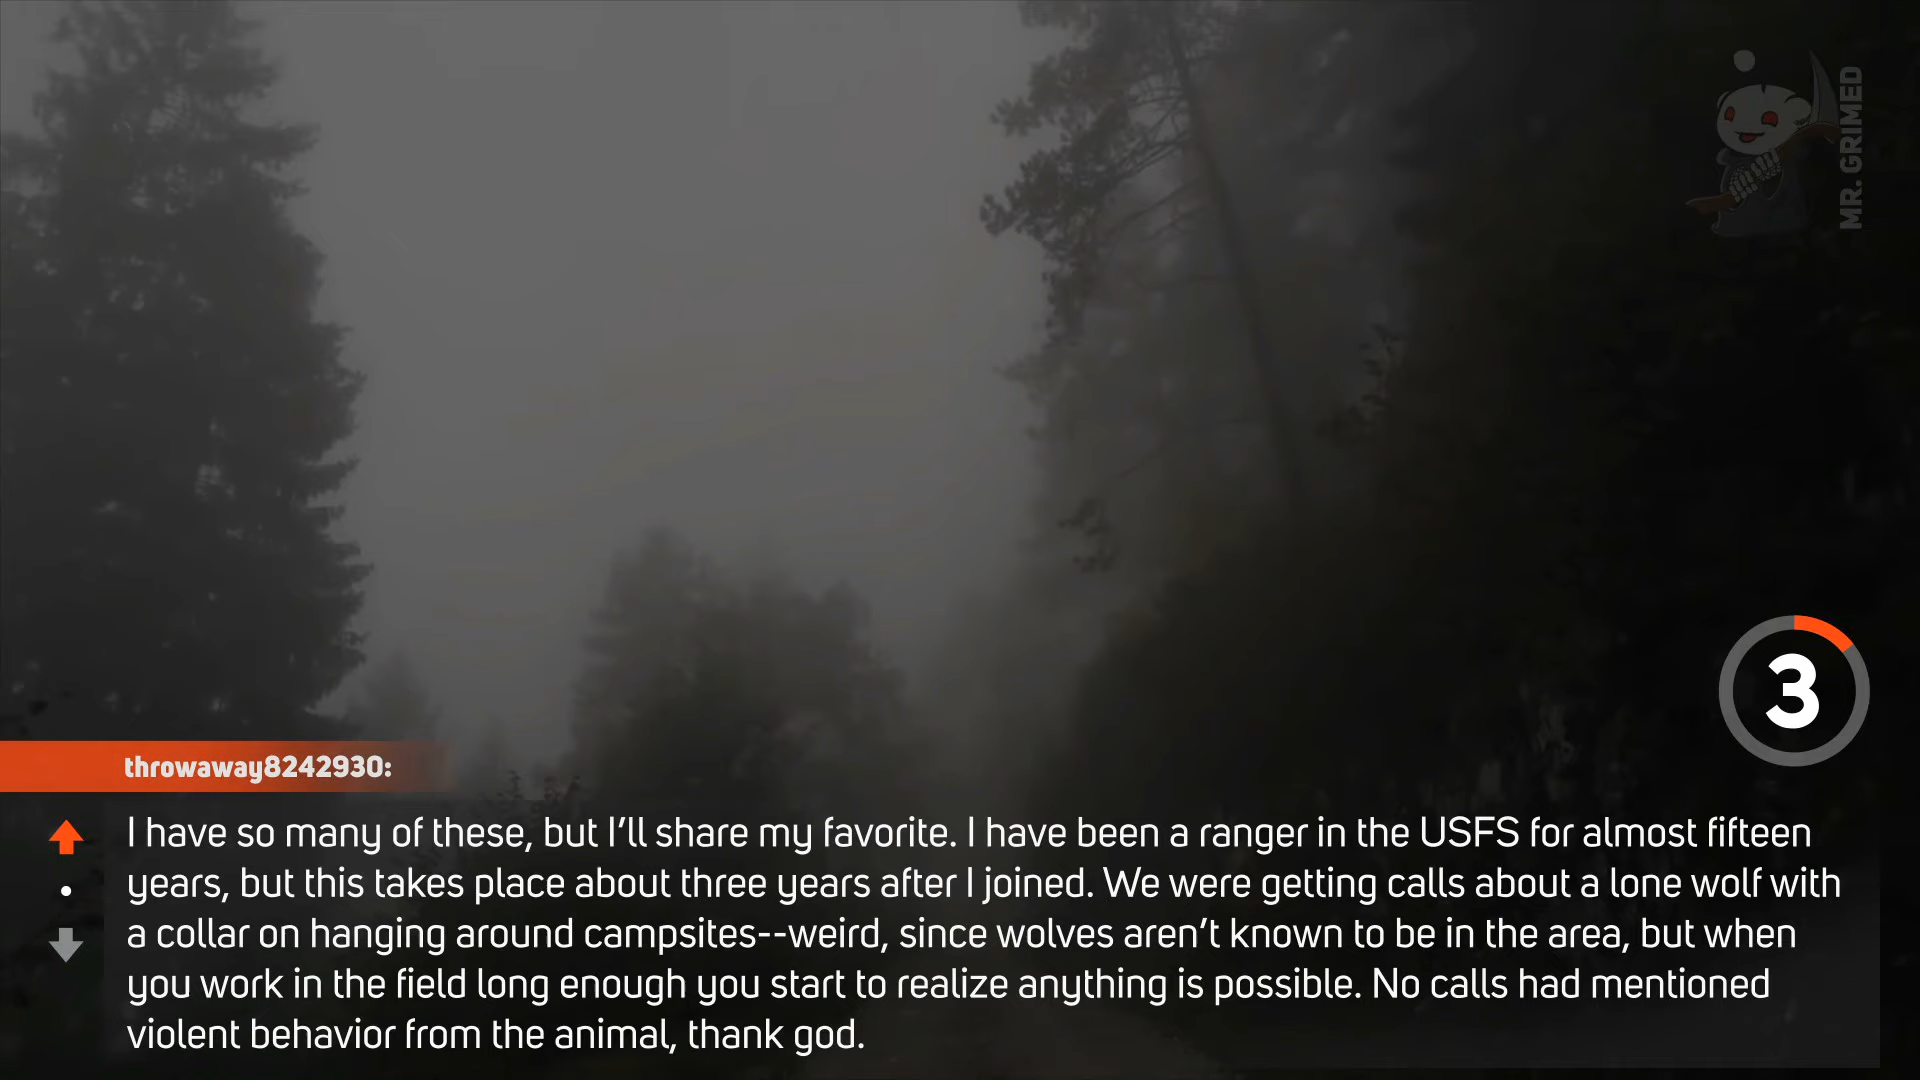 MR. GRIMED
3
throwaway8242930:
I have so many of these, but I’ll share my favorite. I have been a ranger in the USFS for almost fifteen
years, but this takes place about three years after I joined. We were getting calls about a lone wolf with
a collar on hanging around campsites--weird, since wolves aren’t known to be in the area, but when
you work in the field long enough you start to realize anything is possible. No calls had mentioned
violent behavior from the animal, thank god.